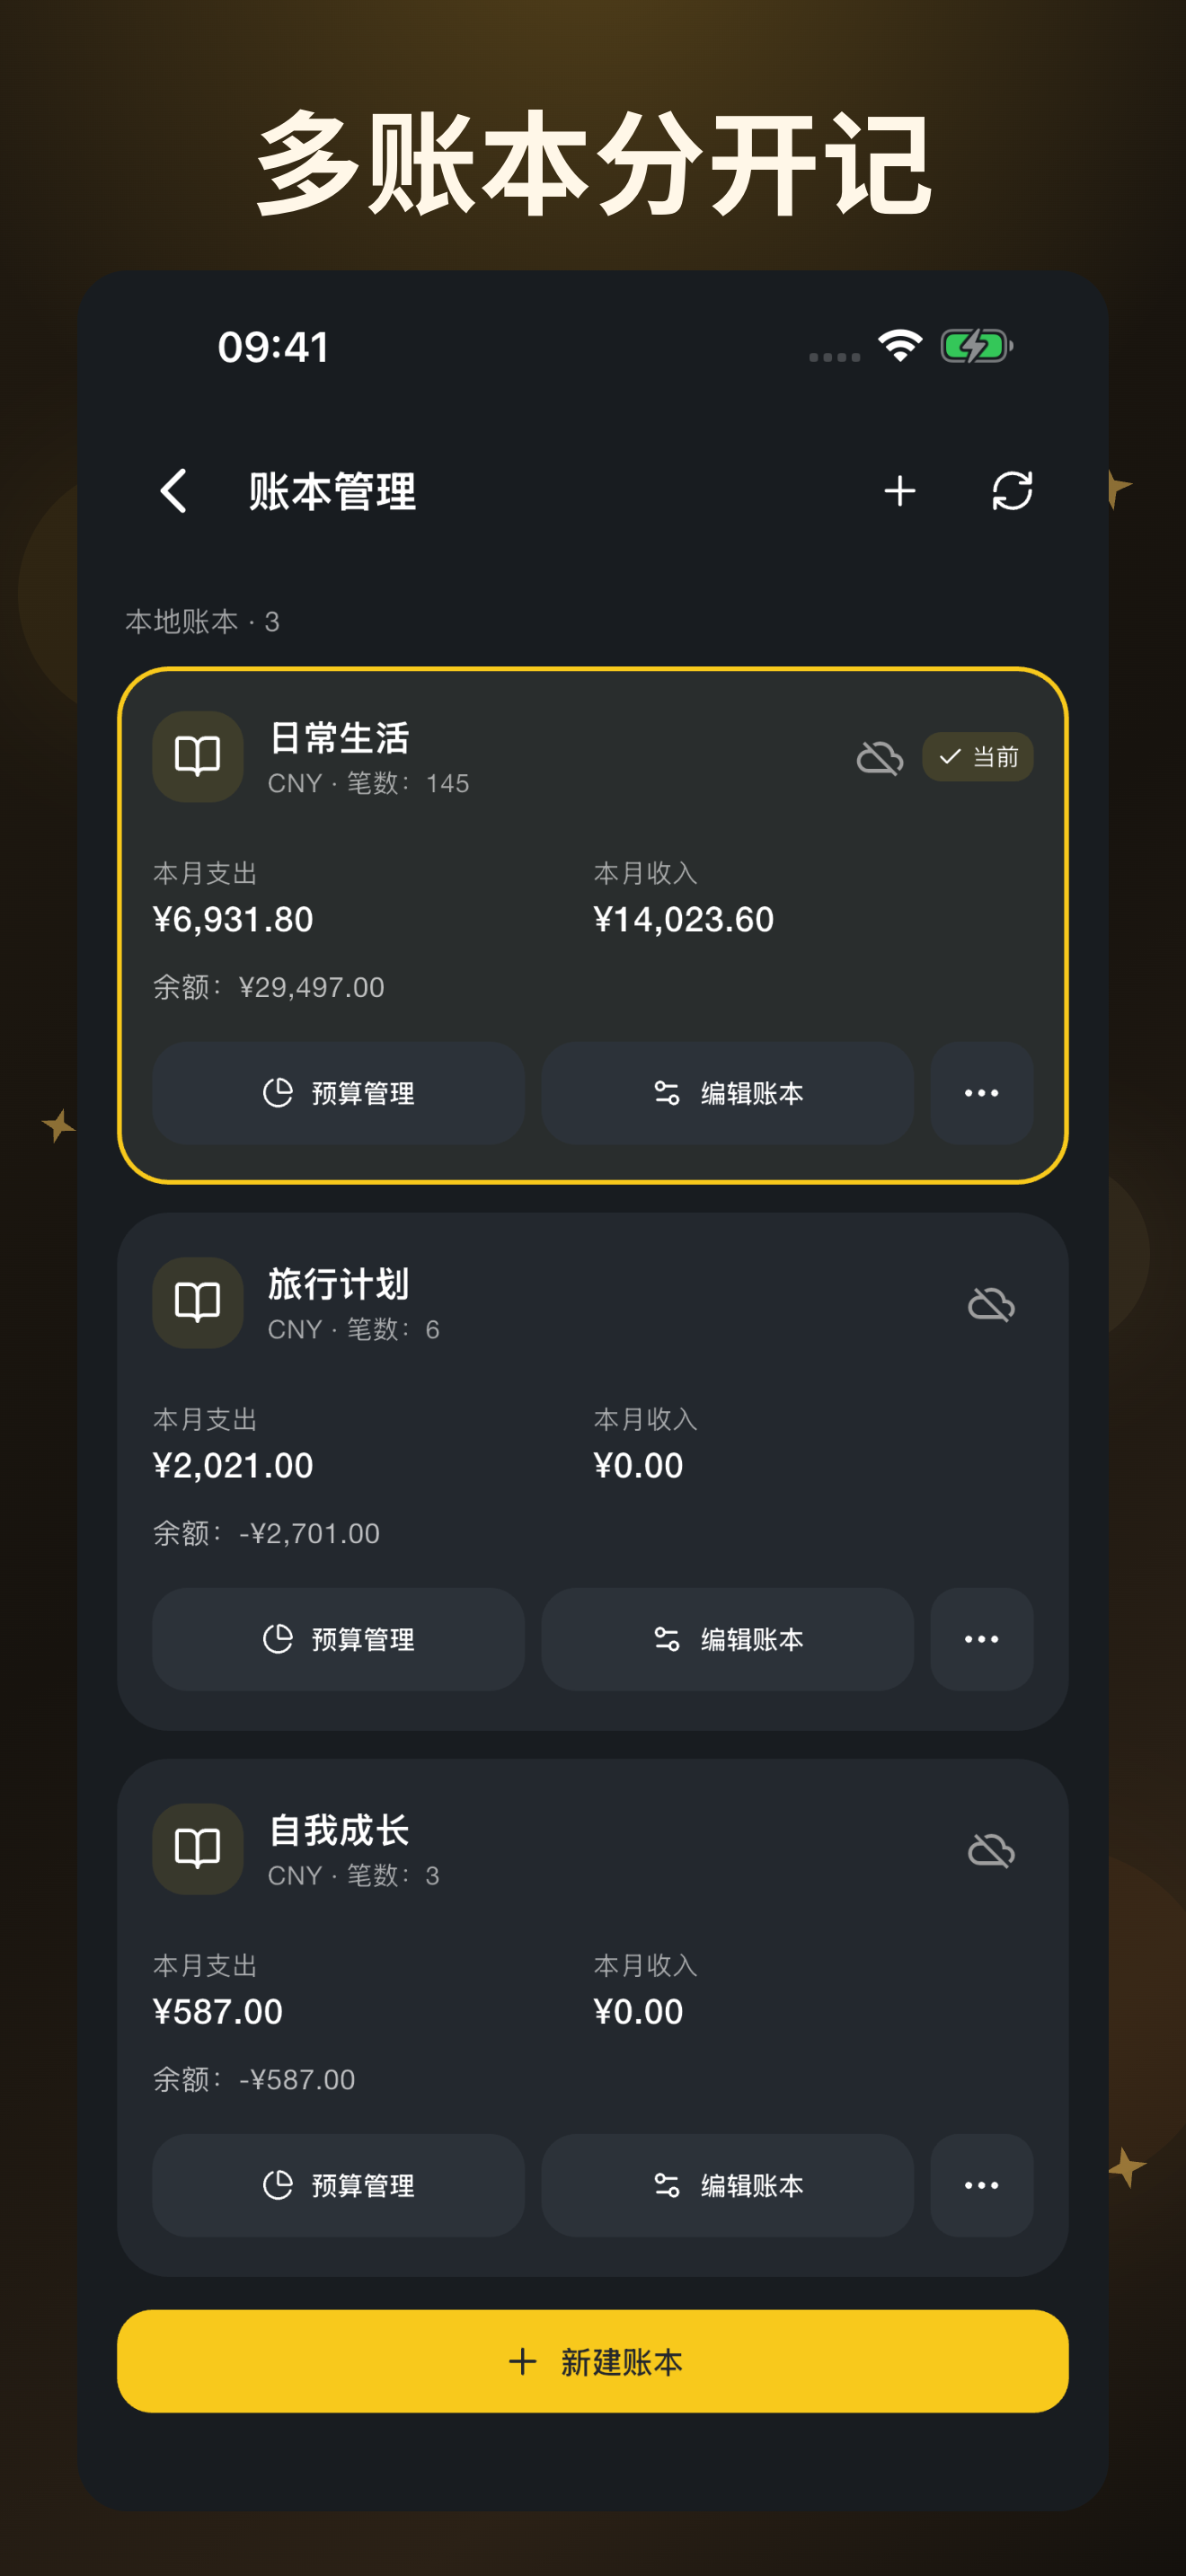 多账本分开记
09:41
账本管理
本地账本 · 3
日常生活
CNY · 笔数：145
当前
本月支出
本月收入
¥6,931.80
¥14,023.60
余额：¥29,497.00
预算管理
编辑账本
旅行计划
CNY · 笔数：6
本月支出
本月收入
¥2,021.00
¥0.00
余额：-¥2,701.00
预算管理
编辑账本
自我成长
CNY · 笔数：3
本月支出
本月收入
¥587.00
¥0.00
余额：-¥587.00
预算管理
编辑账本
新建账本